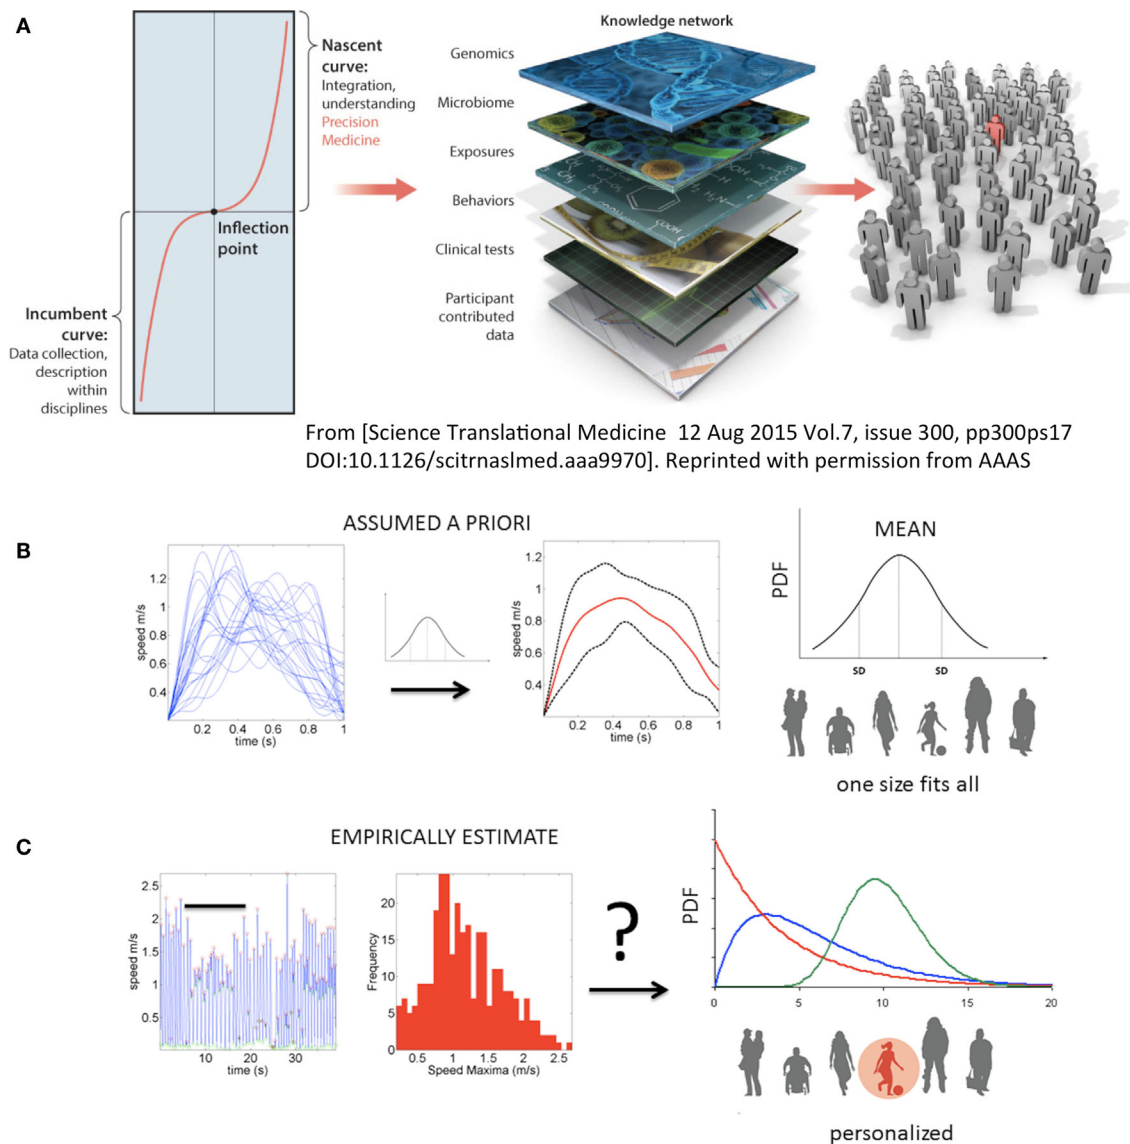 A
Nascent
curve:
Integration,
understanding
Precision
Medicine
Inflection
point
Incumbent
curve:
Data collection,
description
within
disciplines
Knowledge network
Genomics
Microbiome
Exposures
Behaviors
Clinical tests
Participant
contributed
data
From [Science Translational Medicine 12 Aug 2015 Vol.7, issue 300, pp300ps17
DOI:10.1126/scitrnaslmed.aaa9970]. Reprinted with permission from AAAS
B
ASSUMED A PRIORI
speed m/s
1.2
1
0.8
0.6
0.4
0.2 0.4 0.6 0.8 1
time (s)
speed m/s
1.2
1
0.8
0.6
0.4
0.2 0.4 0.6 0.8 1
time (s)
MEAN
PDF
SD SD
one size fits all
C
EMPIRICALLY ESTIMATE
speed m/s
2.5
2
1.5
1
0.5
10 20 30
time (s)
Frequency
20
15
10
5
0
0.5 1 1.5 2 2.5
Speed Maxima (m/s)
?
PDF
0 5 10 15 20
personalized